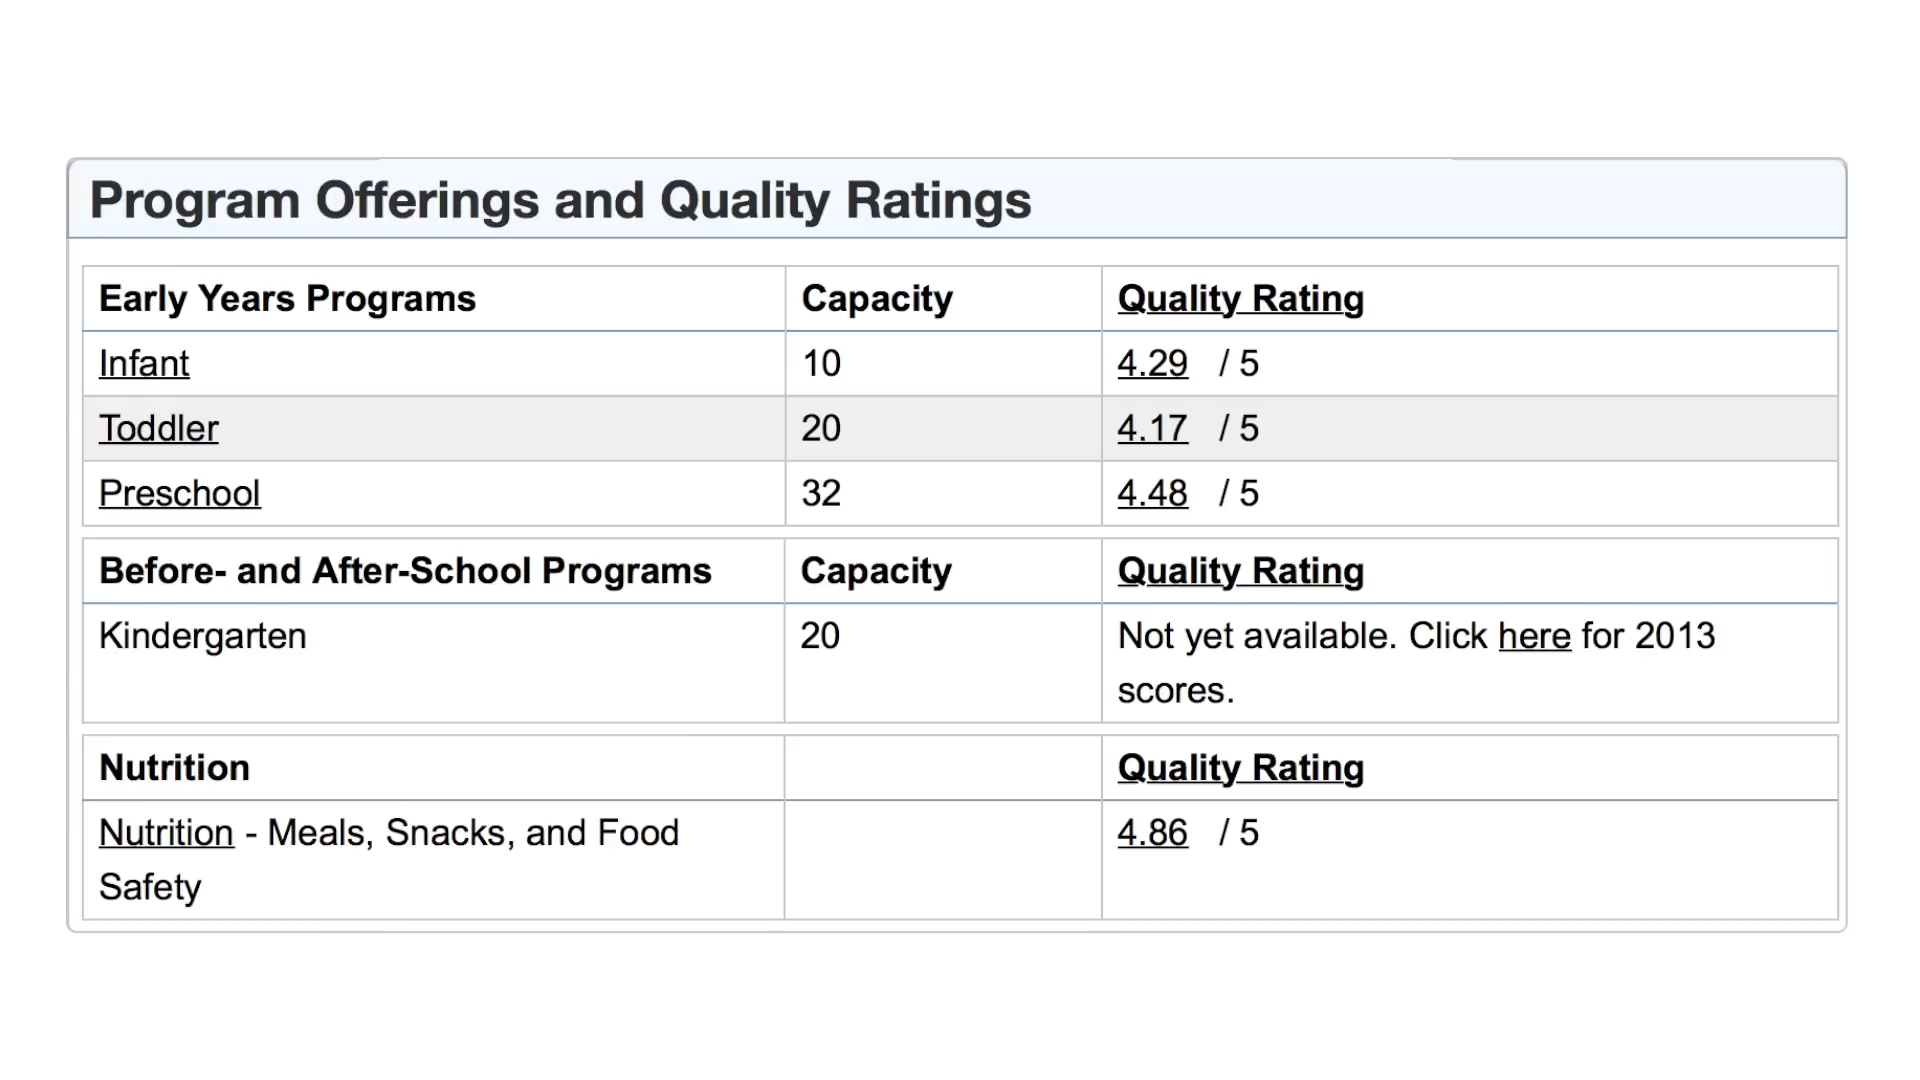 Program Offerings and Quality Ratings
Early Years Programs Capacity Quality Rating
Infant 10 4.29 / 5
Toddler 20 4.17 / 5
Preschool 32 4.48 / 5
Before- and After-School Programs Capacity Quality Rating
Kindergarten 20 Not yet available. Click here for 2013
scores.
Nutrition Quality Rating
Nutrition - Meals, Snacks, and Food 4.86 / 5
Safety